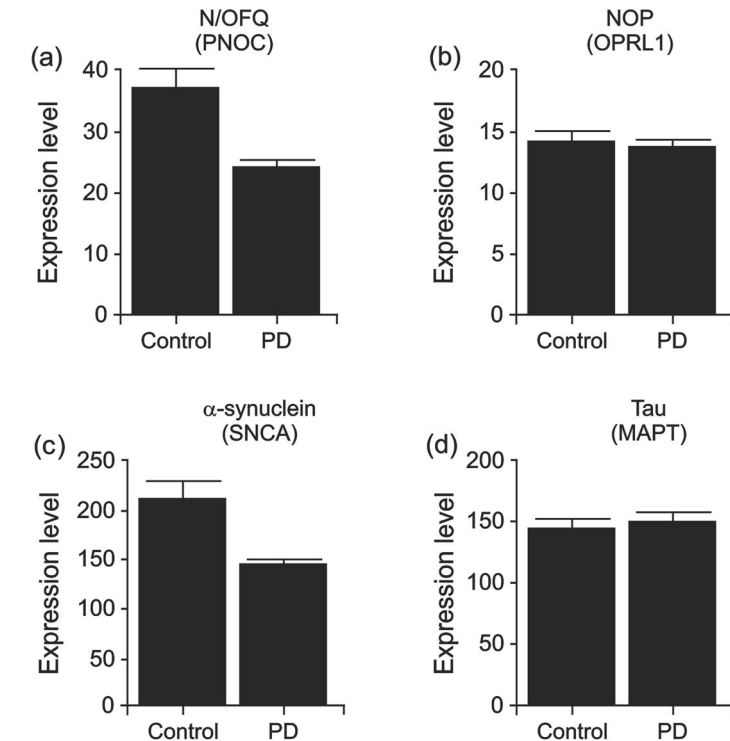 N/OFQ
(PNOC)
(a)
40
30
20
10
0
Expression level
Control PD
NOP
(OPRL1)
(b)
20
15
10
5
0
Expression level
Control PD
α-synuclein
(SNCA)
(c)
250
200
150
100
50
0
Expression level
Control PD
Tau
(MAPT)
(d)
200
150
100
50
0
Expression level
Control PD